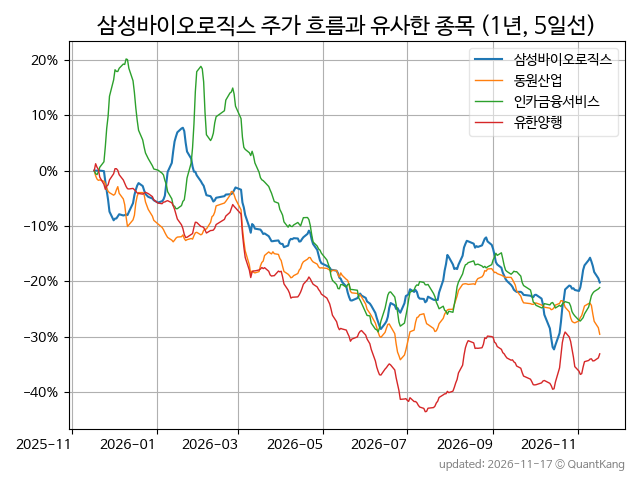 삼성바이오로직스 주가 흐름과 유사한 종목 (1년, 5일선)
삼성바이오로직스
동원산업
인카금융서비스
유한양행
20%
10%
0%
−10%
−20%
−30%
−40%
2025-11 2026-01 2026-03 2026-05 2026-07 2026-09 2026-11
updated: 2026-11-17 © QuantKang